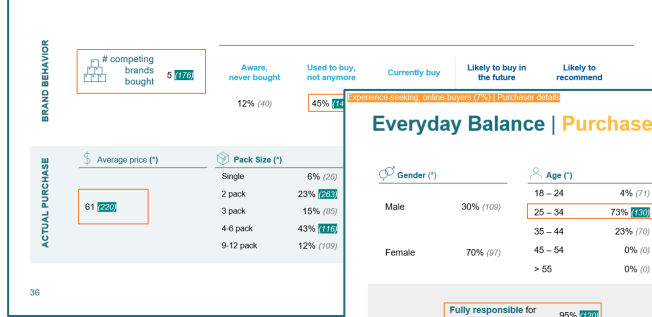 BRAND BEHAVIOR
# competing
brands
bought
5 (176)
Aware,
never bought
Used to buy,
not anymore
Currently buy
Likely to buy in
the future
Likely to
recommend
12% (40)
45%
ACTUAL PURCHASE
Average price (*)
61 (220)
Pack Size (*)
Single 6% (26)
2 pack 23% (263)
3 pack 15% (85)
4-6 pack 43% (116)
9-12 pack 12% (109)
36
Experience-seeking, online-buyers (7%) | Purchaser details
Everyday Balance | Purchase
Gender (*)
Male 30% (109)
Female 70% (97)
Age (*)
18 – 24 4% (71)
25 – 34 73% (130)
35 – 44 23% (70)
45 – 54 0% (0)
> 55 0% (0)
Fully responsible for
95% (120)